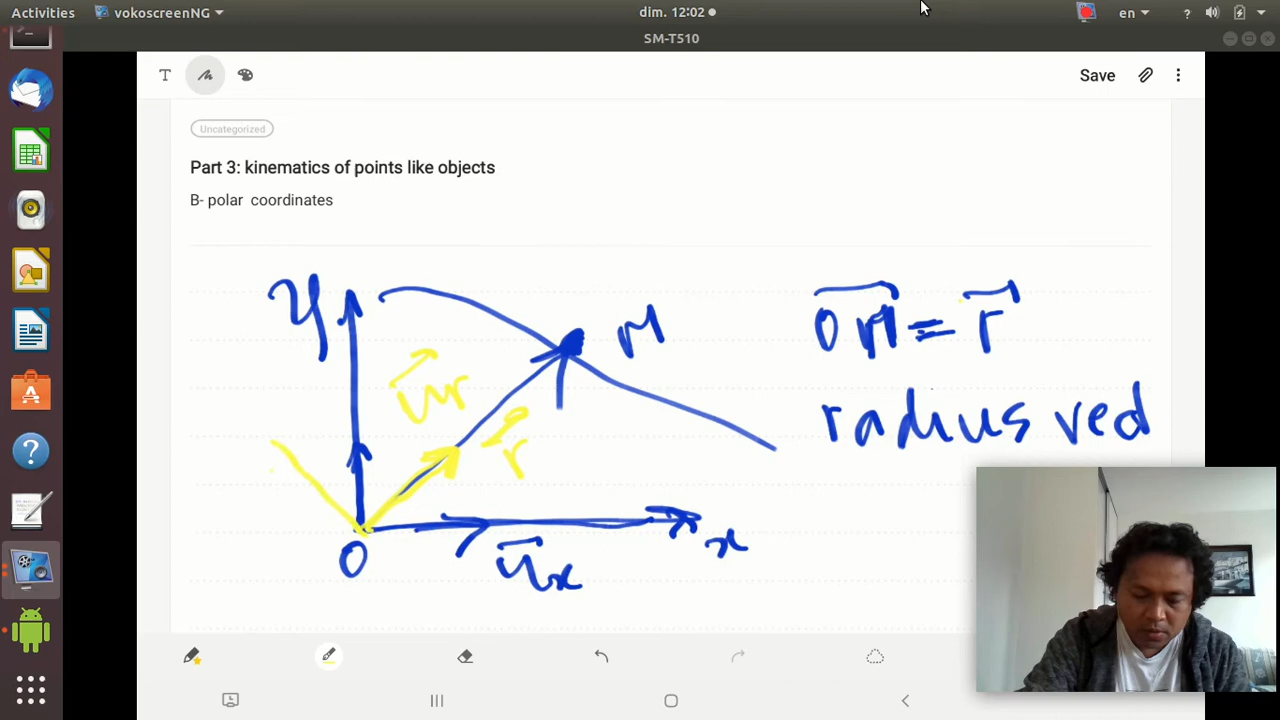 Activities vokoscreenNG dim. 12:02 en ?
SM-T510
T Save
Uncategorized
Part 3: kinematics of points like objects
B- polar coordinates
y M OM = r
ur
r radius vect
O ux x